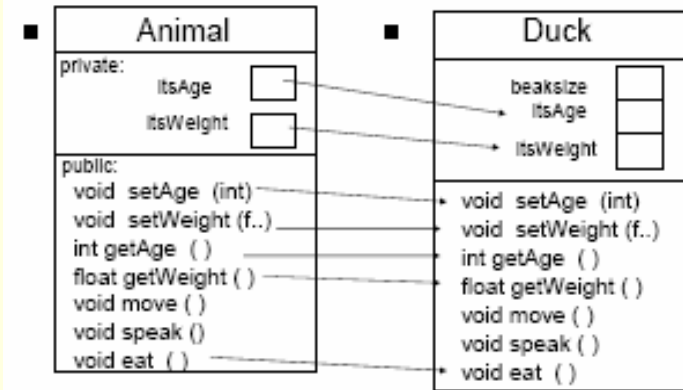 Animal
private:
itsAge
itsWeight
public:
void setAge (int)
void setWeight (f..)
int getAge ( )
float getWeight ( )
void move ( )
void speak ()
void eat ( )
Duck
beaksize
itsAge
itsWeight
void setAge (int)
void setWeight (f..)
int getAge ( )
float getWeight ( )
void move ( )
void speak ( )
void eat ( )